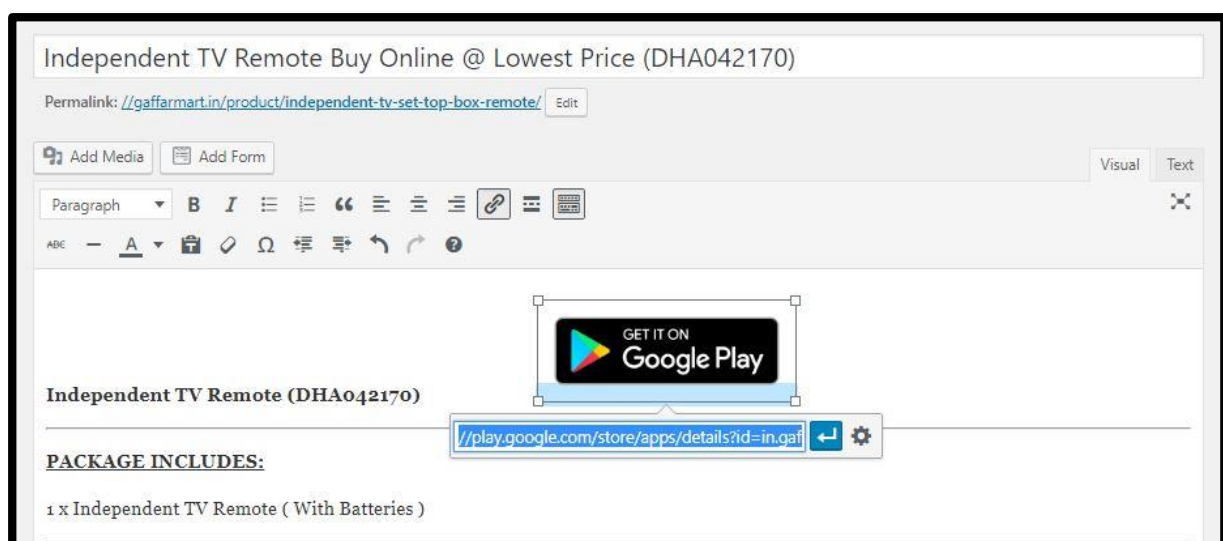 Independent TV Remote Buy Online @ Lowest Price (DHA042170)
Permalink: //gaffarmart.in/product/independent-tv-set-top-box-remote/ Edit
Add Media Add Form
Visual Text
Paragraph B I
ABC A Ω
GET IT ON
Google Play
Independent TV Remote (DHA042170)
//play.google.com/store/apps/details?id=in.gaf
PACKAGE INCLUDES:
1 x Independent TV Remote ( With Batteries )